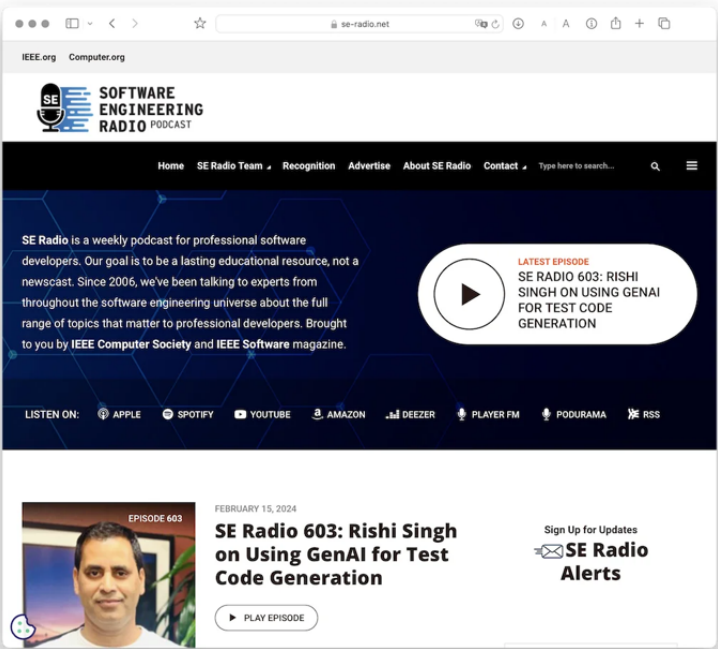 se-radio.net
A A
IEEE.org Computer.org
SE
SOFTWARE
ENGINEERING
RADIO PODCAST
Home SE Radio Team Recognition Advertise About SE Radio Contact Type here to search...
SE Radio is a weekly podcast for professional software
developers. Our goal is to be a lasting educational resource, not a
newscast. Since 2006, we've been talking to experts from
throughout the software engineering universe about the full
range of topics that matter to professional developers. Brought
to you by IEEE Computer Society and IEEE Software magazine.
LATEST EPISODE
SE RADIO 603: RISHI
SINGH ON USING GENAI
FOR TEST CODE
GENERATION
LISTEN ON: APPLE SPOTIFY YOUTUBE AMAZON DEEZER PLAYER FM PODURAMA RSS
EPISODE 603
FEBRUARY 15, 2024
SE Radio 603: Rishi Singh
on Using GenAI for Test
Code Generation
PLAY EPISODE
Sign Up for Updates
SE Radio
Alerts